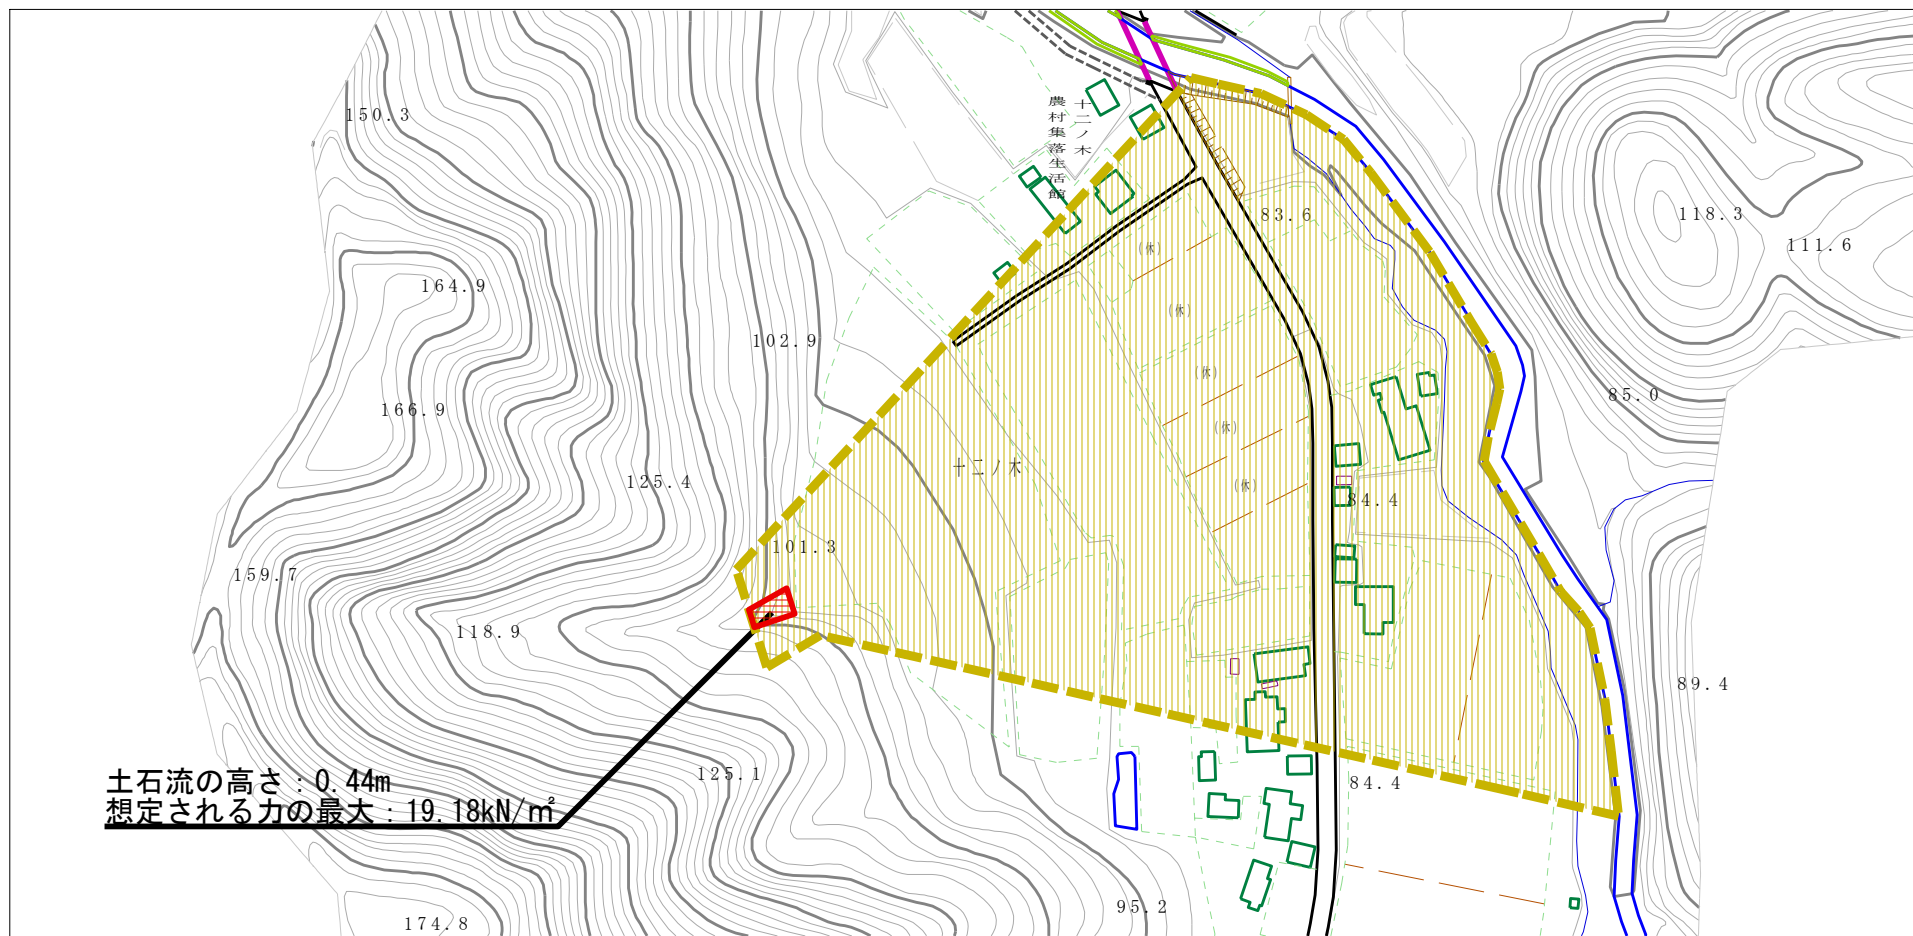 150.3
農村集落生活館
十二ノ木
118.3
83.6
111.6
(休)
164.9
(休)
102.9
(休)
85.0
166.9
(休)
十二ノ木
125.4
(休)
84.4
101.3
159.7
118.9
89.4
125.1
土石流の高さ：0.44m
84.4
想定される力の最大：19.18kN/㎡
95.2
174.8